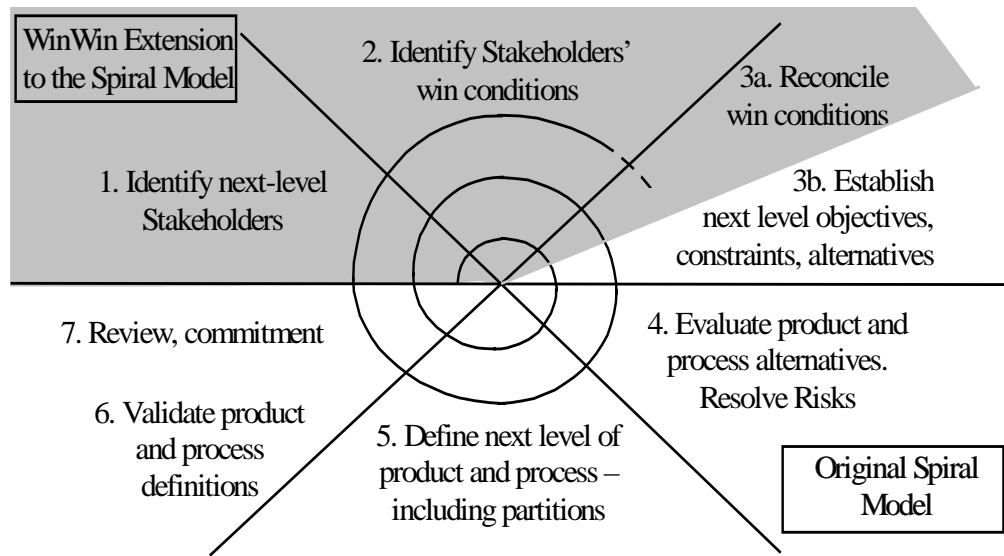 WinWin Extension
to the Spiral Model
2. Identify Stakeholders’
win conditions
3a. Reconcile
win conditions
1. Identify next-level
Stakeholders
3b. Establish
next level objectives,
constraints, alternatives
7. Review, commitment
4. Evaluate product and
process alternatives.
Resolve Risks
6. Validate product
and process
definitions
5. Define next level of
product and process –
including partitions
Original Spiral
Model